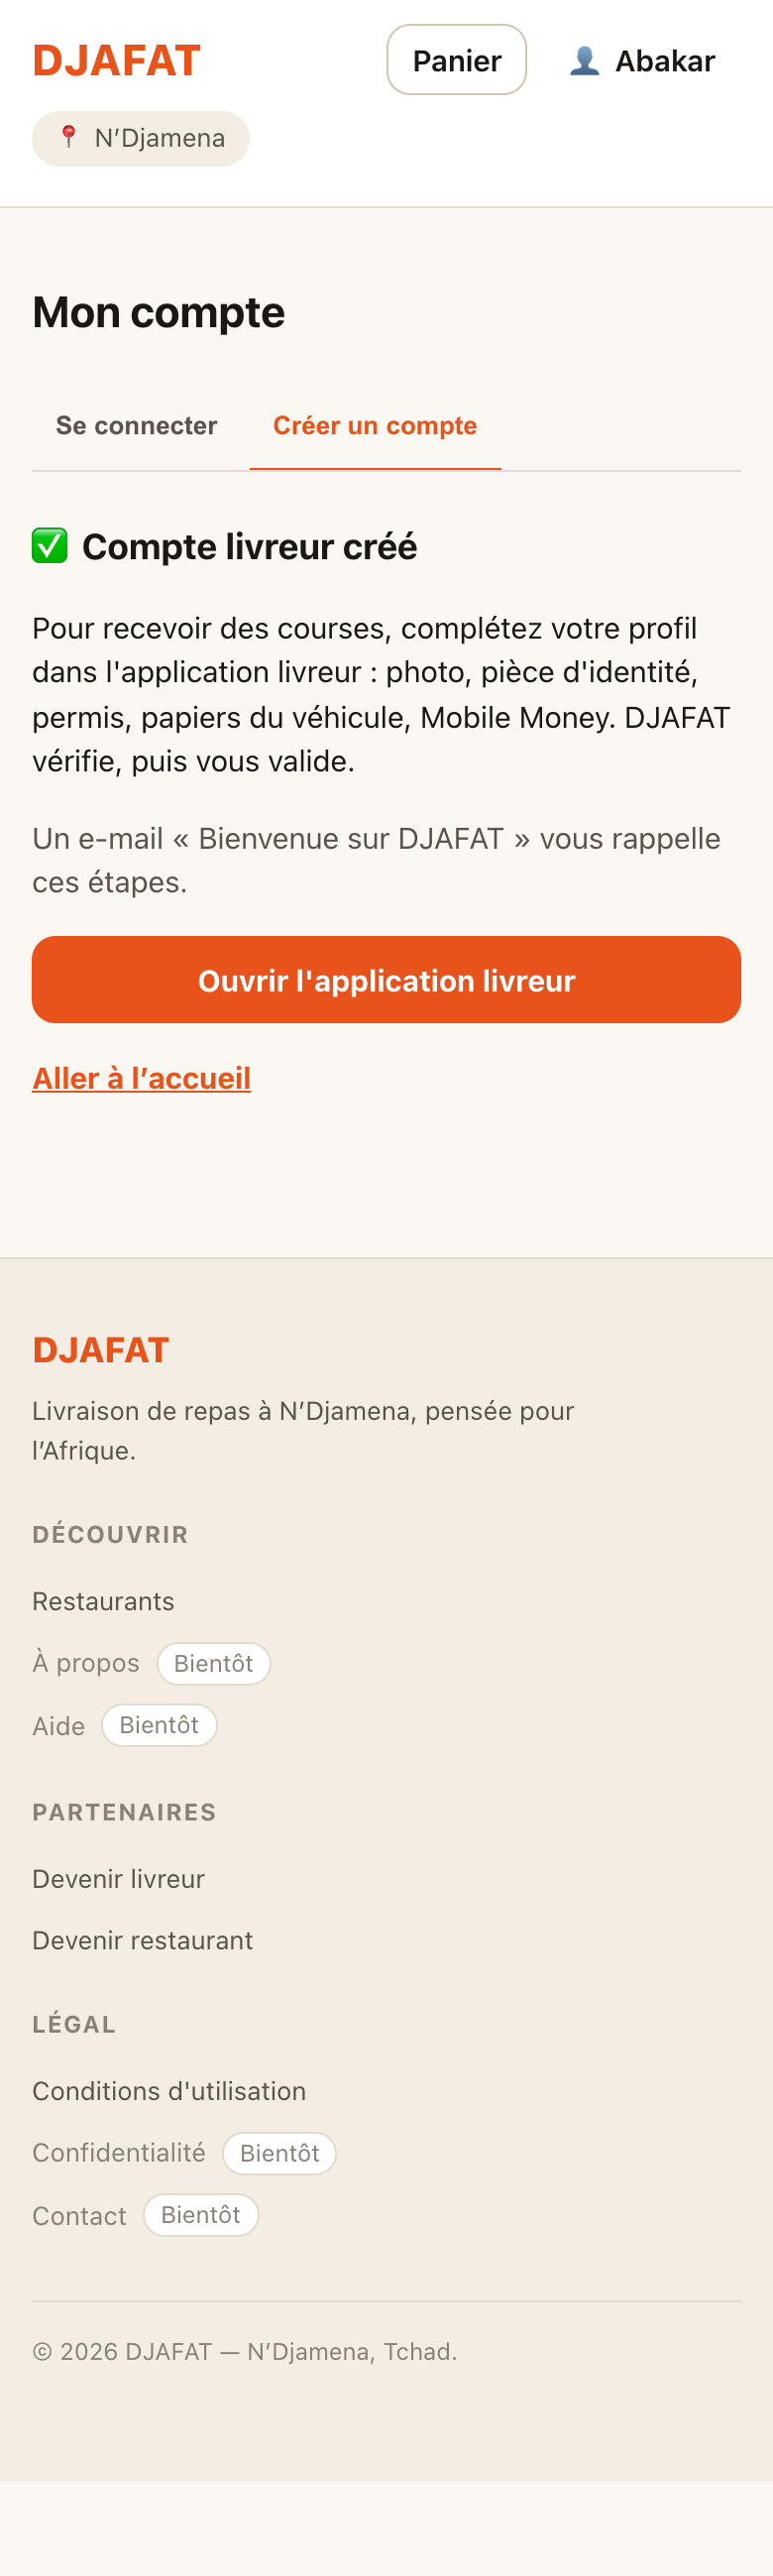 DJAFAT
Panier
Abakar
N’Djamena
Mon compte
Se connecter
Créer un compte
Compte livreur créé
Pour recevoir des courses, complétez votre profil
dans l'application livreur : photo, pièce d'identité,
permis, papiers du véhicule, Mobile Money. DJAFAT
vérifie, puis vous valide.
Un e-mail « Bienvenue sur DJAFAT » vous rappelle
ces étapes.
Ouvrir l'application livreur
Aller à l’accueil
DJAFAT
Livraison de repas à N’Djamena, pensée pour
l’Afrique.
DÉCOUVRIR
Restaurants
À propos Bientôt
Aide Bientôt
PARTENAIRES
Devenir livreur
Devenir restaurant
LÉGAL
Conditions d'utilisation
Confidentialité Bientôt
Contact Bientôt
© 2026 DJAFAT — N’Djamena, Tchad.